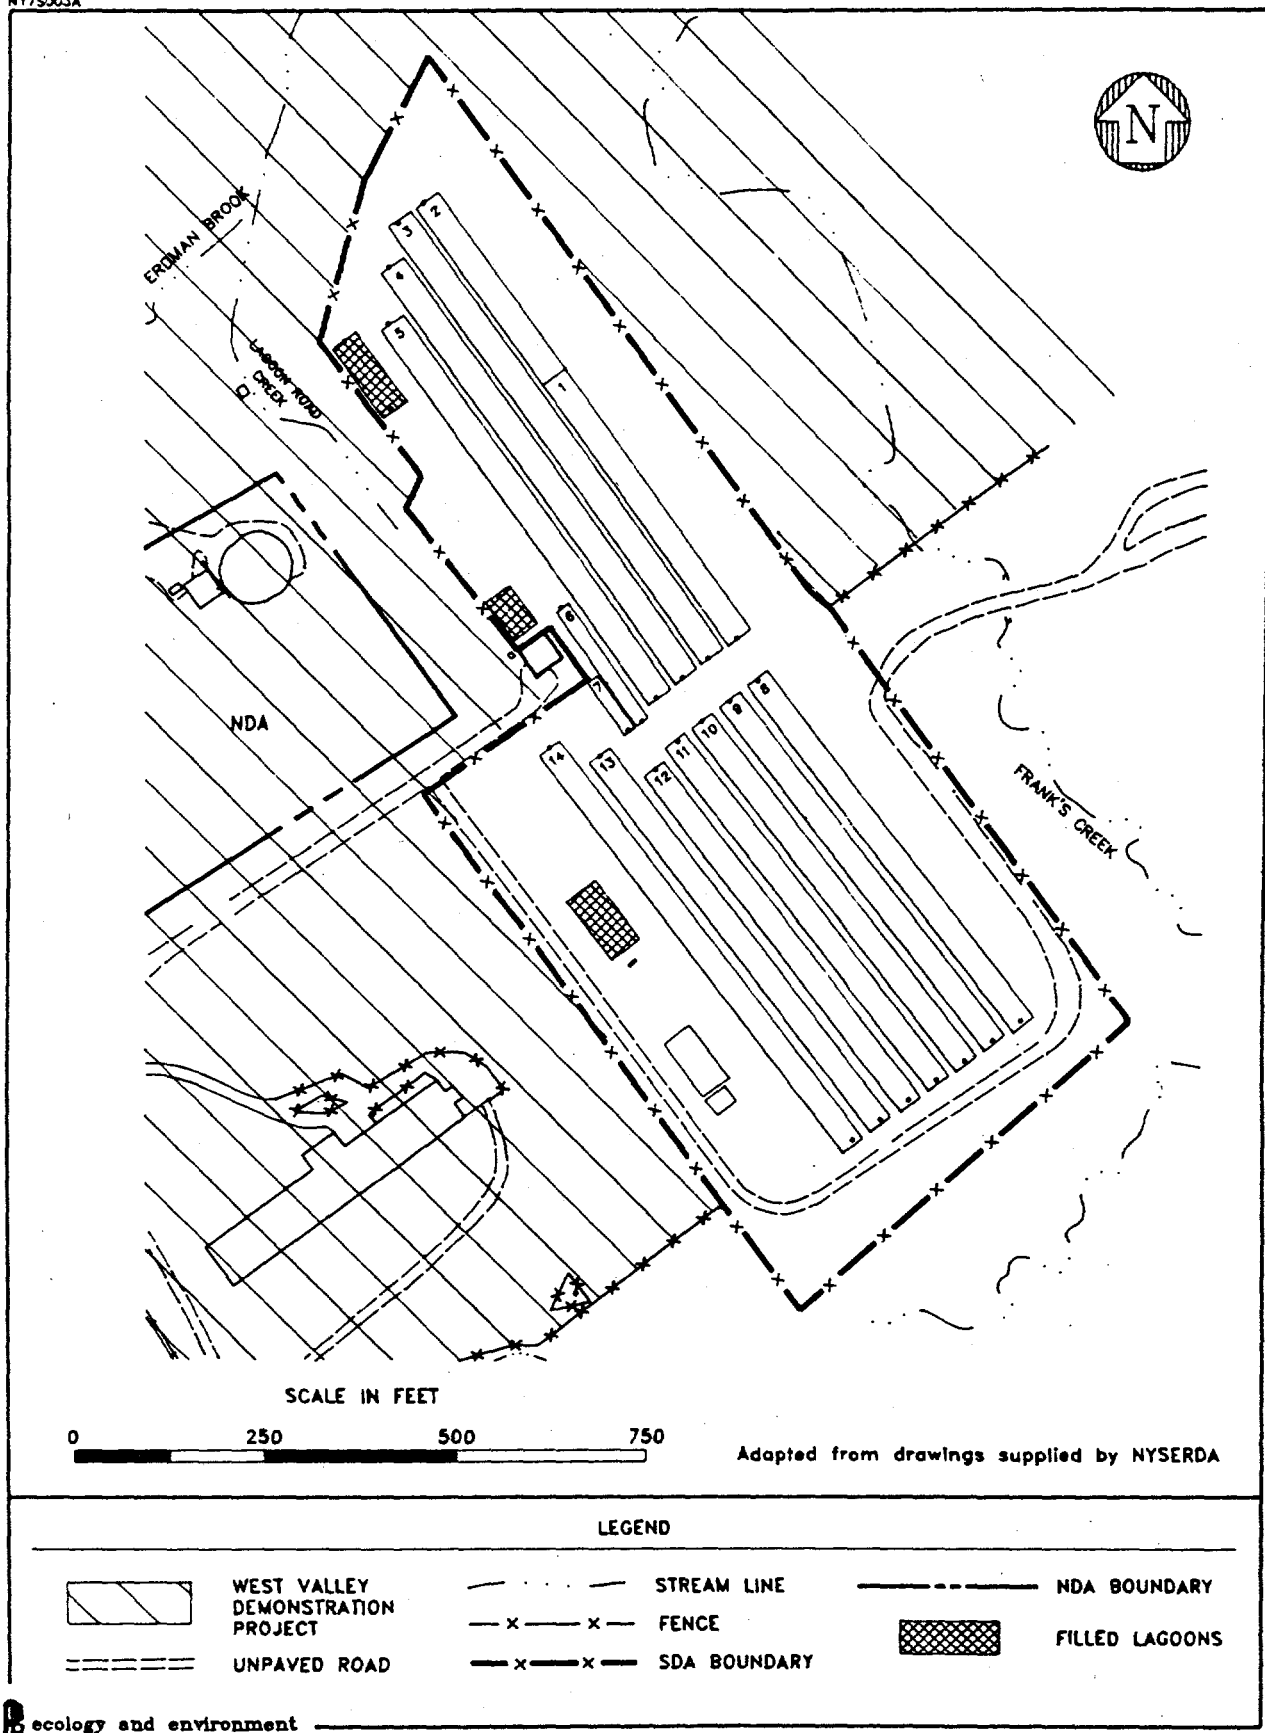 NY75003A
N
ERDMAN BROOK
LAGOON ROAD
CREEK
2
3
4
5
1
6
7
NDA
8
9
10
11
12
13
14
FRANK'S CREEK
SCALE IN FEET
0 250 500 750
Adapted from drawings supplied by NYSERDA
LEGEND
WEST VALLEY
DEMONSTRATION
PROJECT
UNPAVED ROAD
STREAM LINE
FENCE
SDA BOUNDARY
NDA BOUNDARY
FILLED LAGOONS
ecology and environment